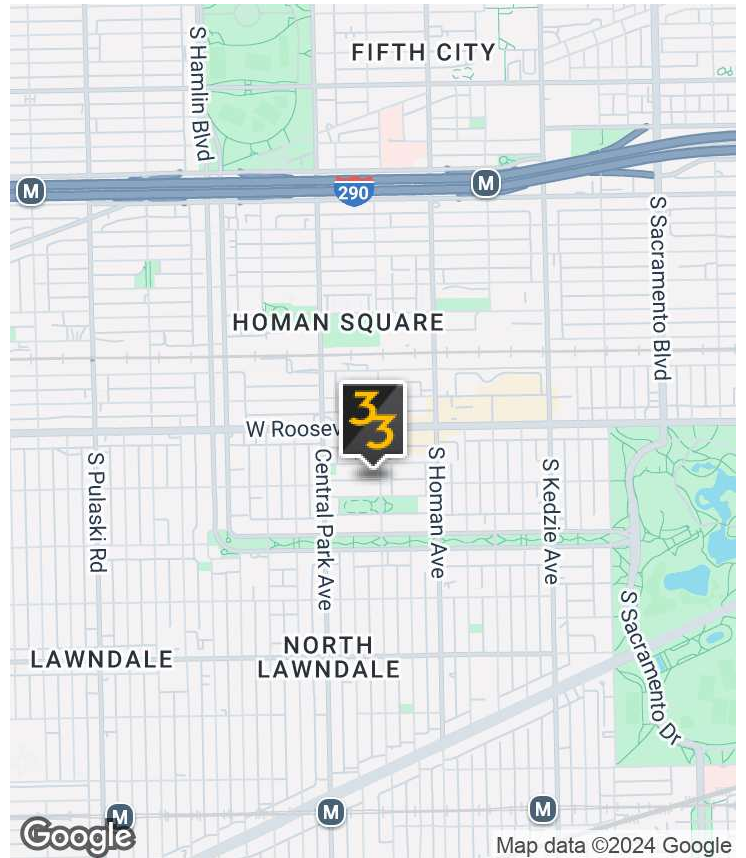 FIFTH CITY
S Hamlin Blvd
M
M
290
S Sacramento Blvd
HOMAN SQUARE
33
W Roosev
S Pulaski Rd
Central Park Ave
S Homan Ave
S Kedzie Ave
S Sacramento Dr
LAWNDALE
NORTH
LAWNDALE
M
M
M
Google
Map data ©2024 Google